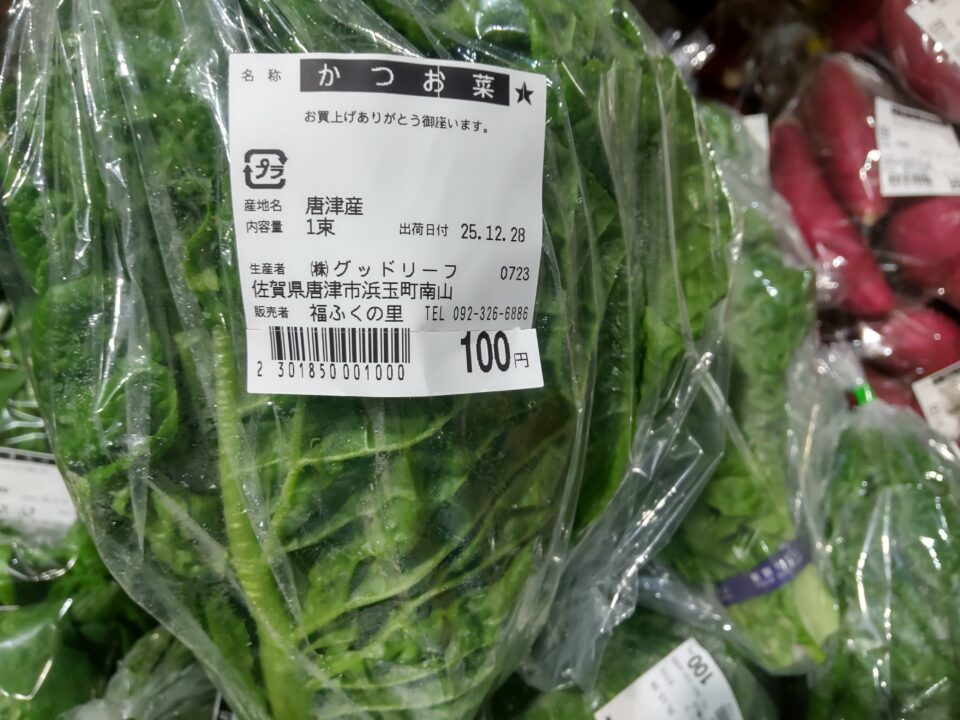 名称 かつお菜 ★
お買上げありがとう御座います。
プラ
産地名 唐津産
内容量 1束 出荷日付 25.12.28
生産者 ㈱グッドリーフ 0723
佐賀県唐津市浜玉町南山
販売者 福ふくの里 TEL 092-326-6886
2 301850 001000 100円
100